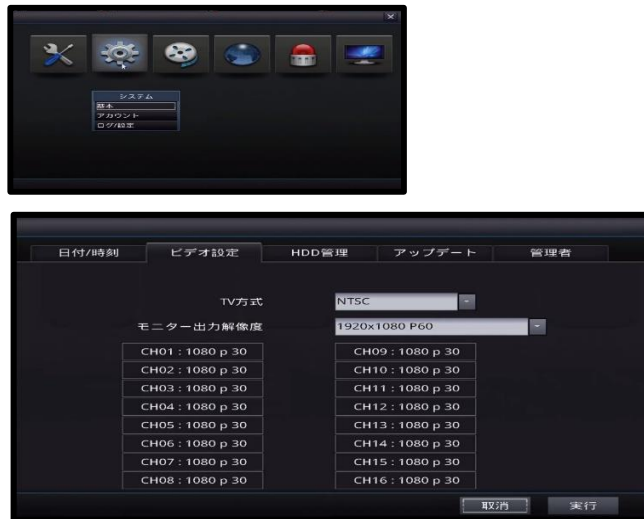 システム
基本
アカウント
ログ/設定
日付/時刻 ビデオ設定 HDD管理 アップデート 管理者
TV方式 NTSC
モニター出力解像度 1920x1080 P60
CH01 : 1080 p 30 CH09 : 1080 p 30
CH02 : 1080 p 30 CH10 : 1080 p 30
CH03 : 1080 p 30 CH11 : 1080 p 30
CH04 : 1080 p 30 CH12 : 1080 p 30
CH05 : 1080 p 30 CH13 : 1080 p 30
CH06 : 1080 p 30 CH14 : 1080 p 30
CH07 : 1080 p 30 CH15 : 1080 p 30
CH08 : 1080 p 30 CH16 : 1080 p 30
取消 実行